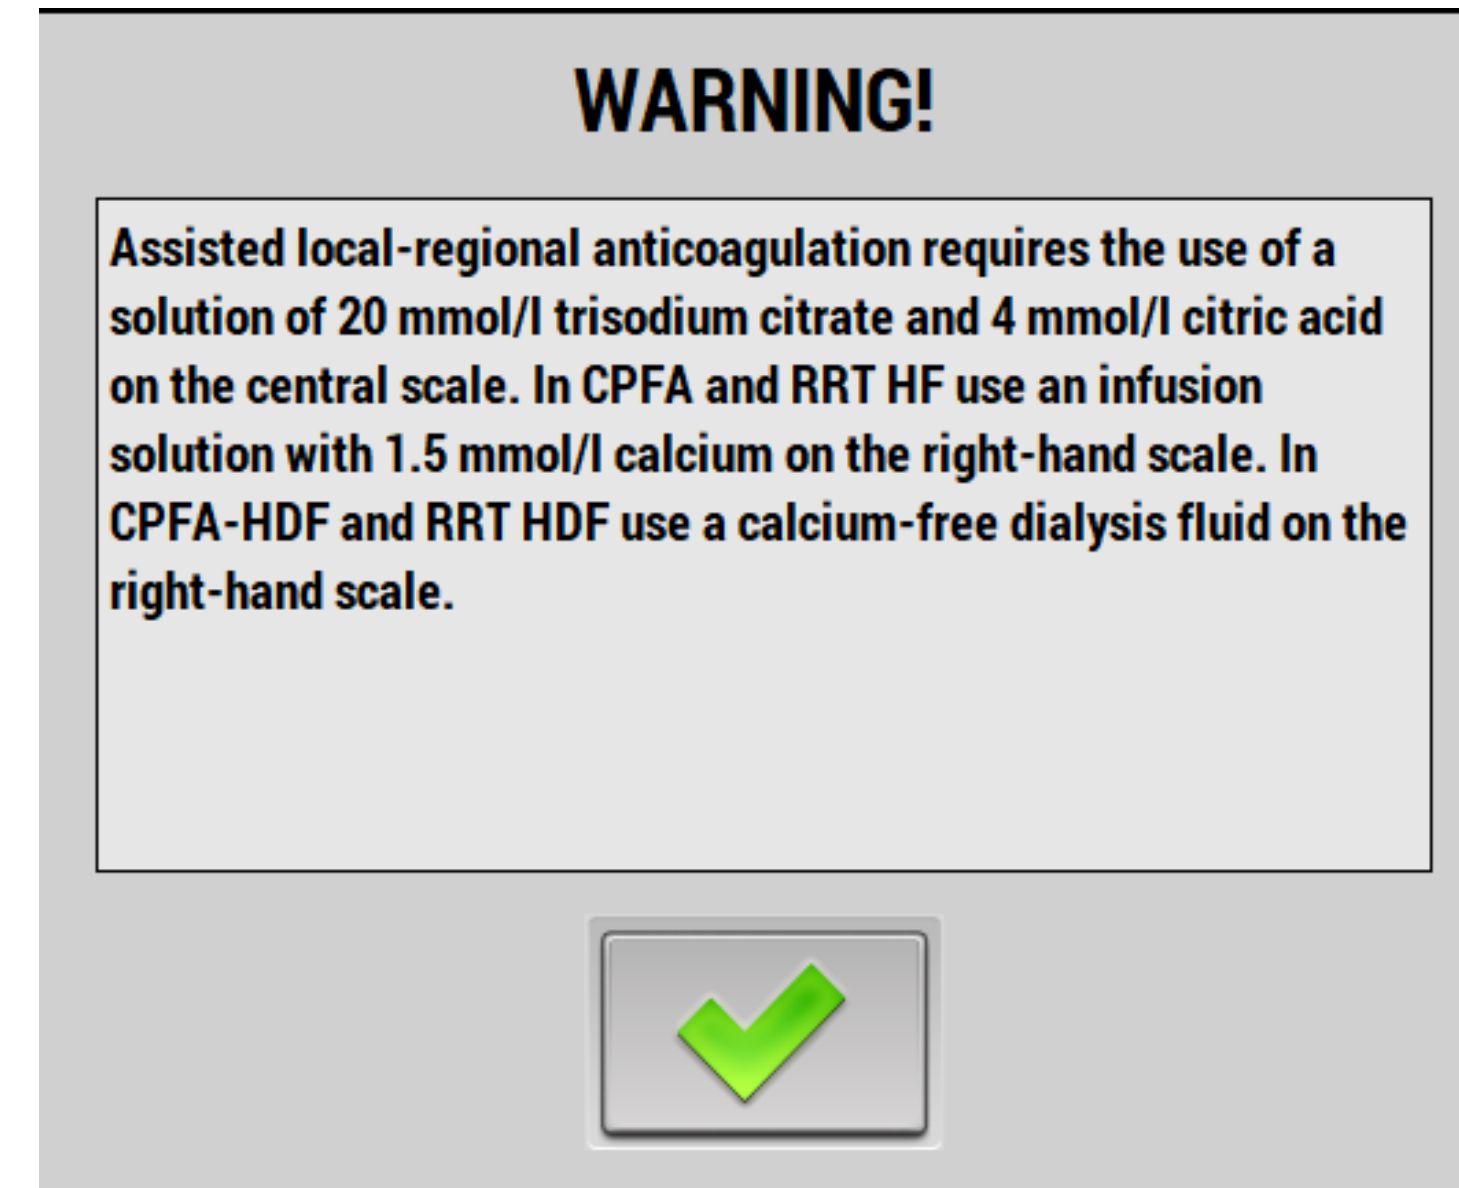 WARNING!
Assisted local-regional anticoagulation requires the use of a
solution of 20 mmol/l trisodium citrate and 4 mmol/l citric acid
on the central scale. In CPFA and RRT HF use an infusion
solution with 1.5 mmol/l calcium on the right-hand scale. In
CPFA-HDF and RRT HDF use a calcium-free dialysis fluid on the
right-hand scale.